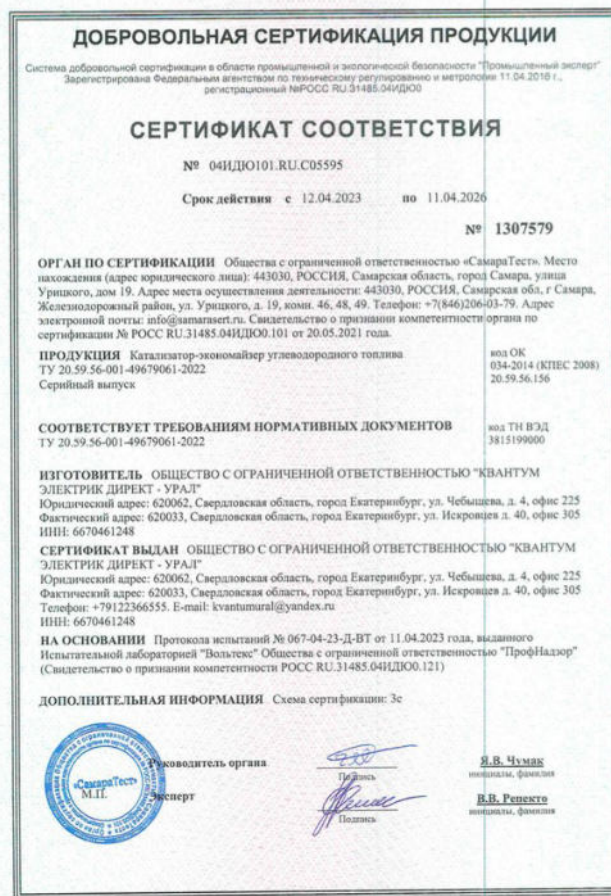 ДОБРОВОЛЬНАЯ СЕРТИФИКАЦИЯ ПРОДУКЦИИ
Система добровольной сертификации в области промышленной и экологической безопасности "Промышленный эксперт"
Зарегистрирована Федеральным агентством по техническому регулированию и метрологии 11.04.2016 г.,
регистрационный №РОСС RU.31485.04ИДЮ0
СЕРТИФИКАТ СООТВЕТСТВИЯ
№ 04ИДЮ101.RU.C05595
Срок действия с 12.04.2023 по 11.04.2026
№ 1307579
ОРГАН ПО СЕРТИФИКАЦИИ Общества с ограниченной ответственностью «СамараТест». Место
нахождения (адрес юридического лица): 443030, РОССИЯ, Самарская область, город Самара, улица
Урицкого, дом 19. Адрес места осуществления деятельности: 443030, РОССИЯ, Самарская обл, г Самара,
Железнодорожный район, ул. Урицкого, д. 19, комн. 46, 48, 49. Телефон: +7(846)206-03-79. Адрес
электронной почты: info@samarasert.ru. Свидетельство о признании компетентности органа по
сертификации № РОСС RU.31485.04ИДЮ0.101 от 20.05.2021 года.
ПРОДУКЦИЯ Катализатор-экономайзер углеводородного топлива
ТУ 20.59.56-001-49679061-2022
Серийный выпуск
код ОК
034-2014 (КПЕС 2008)
20.59.56.156
СООТВЕТСТВУЕТ ТРЕБОВАНИЯМ НОРМАТИВНЫХ ДОКУМЕНТОВ
ТУ 20.59.56-001-49679061-2022
код ТН ВЭД
3815199000
ИЗГОТОВИТЕЛЬ ОБЩЕСТВО С ОГРАНИЧЕННОЙ ОТВЕТСТВЕННОСТЬЮ "КВАНТУМ
ЭЛЕКТРИК ДИРЕКТ - УРАЛ"
Юридический адрес: 620062, Свердловская область, город Екатеринбург, ул. Чебышева, д. 4, офис 225
Фактический адрес: 620033, Свердловская область, город Екатеринбург, ул. Искровцев д. 40, офис 305
ИНН: 6670461248
СЕРТИФИКАТ ВЫДАН ОБЩЕСТВО С ОГРАНИЧЕННОЙ ОТВЕТСТВЕННОСТЬЮ "КВАНТУМ
ЭЛЕКТРИК ДИРЕКТ - УРАЛ"
Юридический адрес: 620062, Свердловская область, город Екатеринбург, ул. Чебышева, д. 4, офис 225
Фактический адрес: 620033, Свердловская область, город Екатеринбург, ул. Искровцев д. 40, офис 305
Телефон: +79122366555. E-mail: kvantumural@yandex.ru
ИНН: 6670461248
НА ОСНОВАНИИ Протокола испытаний № 067-04-23-Д-ВТ от 11.04.2023 года, выданного
Испытательной лабораторией "Вольтекс" Общества с ограниченной ответственностью "ПрофНадзор"
(Свидетельство о признании компетентности РОСС RU.31485.04ИДЮ0.121)
ДОПОЛНИТЕЛЬНАЯ ИНФОРМАЦИЯ Схема сертификации: 3с
Руководитель органа
Подпись
Я.В. Чумак
инициалы, фамилия
«СамараТест»
М.П.
Эксперт
Подпись
В.В. Репекто
инициалы, фамилия